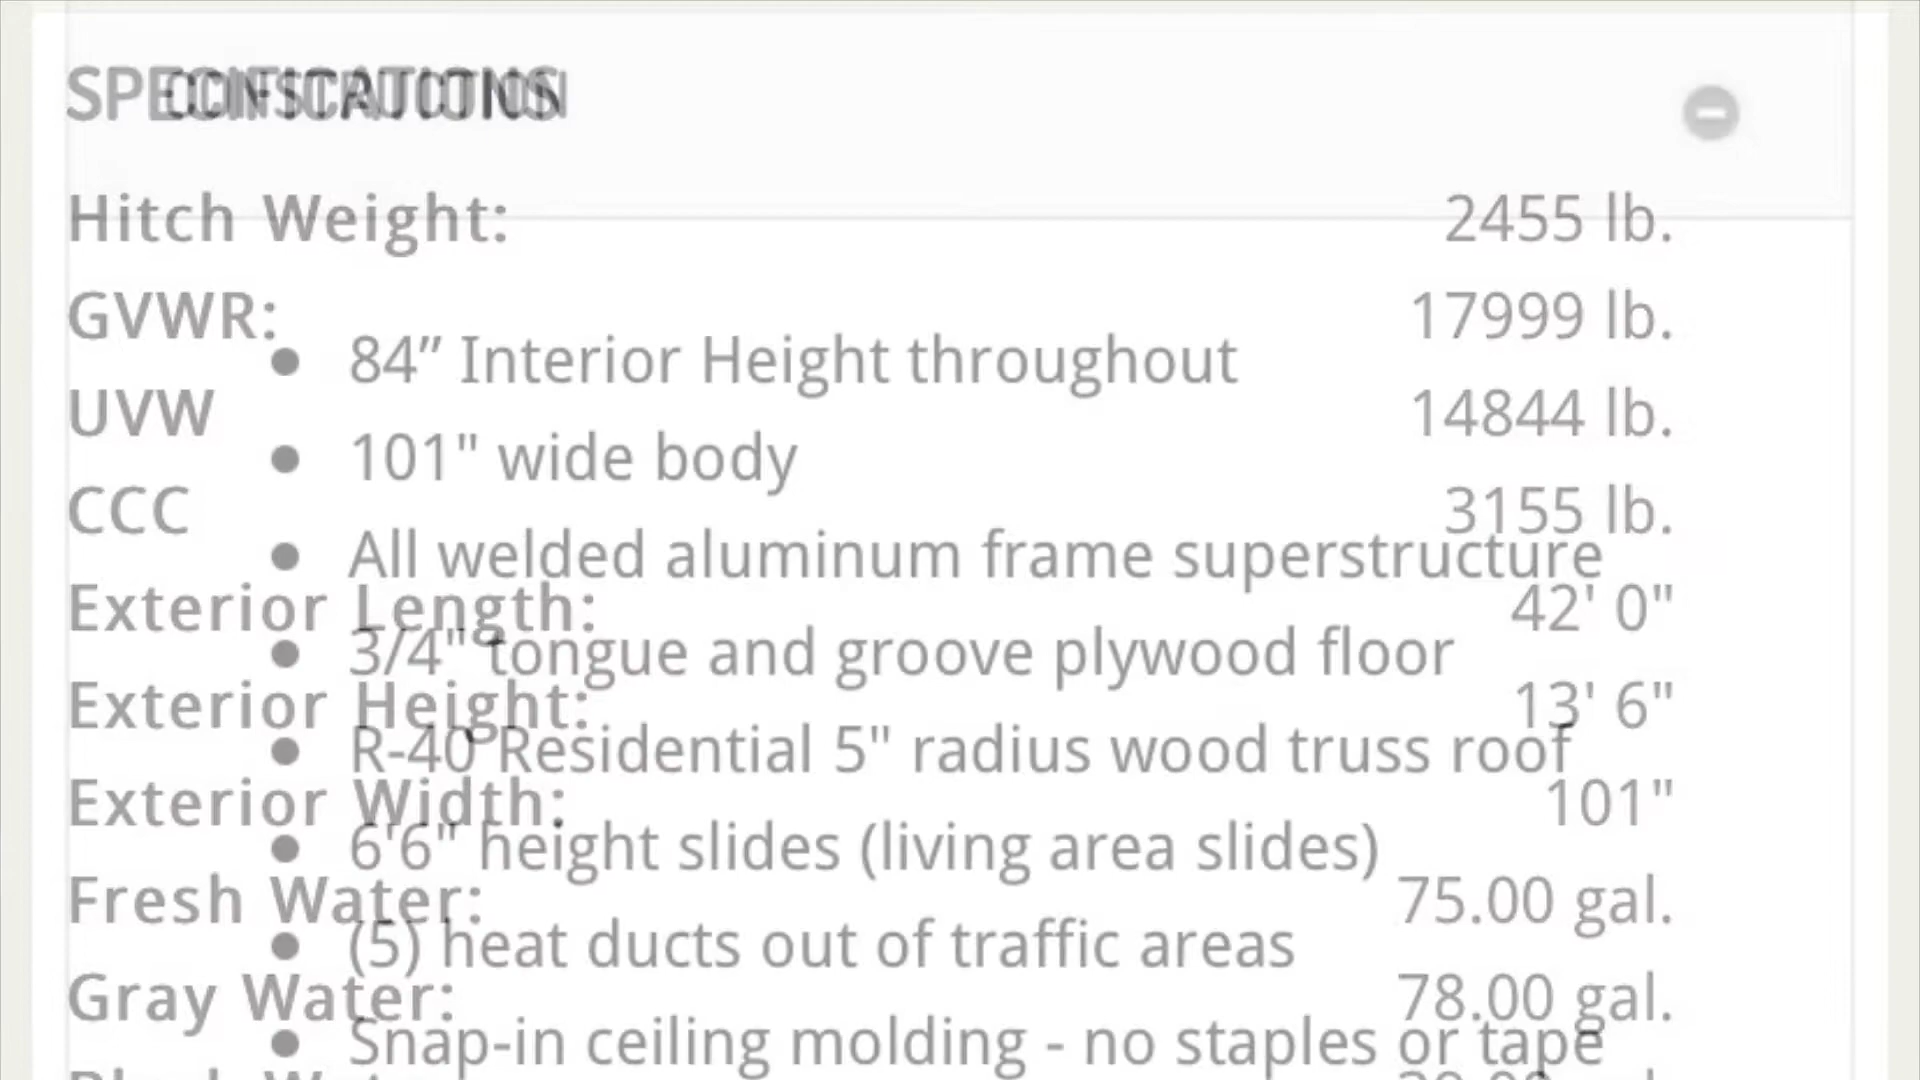 SPECIFICATIONS
CONSTRUCTION
Hitch Weight: 2455 lb.
GVWR: 17999 lb.
84” Interior Height throughout
UVW 14844 lb.
101" wide body
CCC 3155 lb.
All welded aluminum frame superstructure
Exterior Length: 42' 0"
3/4" tongue and groove plywood floor
Exterior Height: 13' 6"
R-40 Residential 5" radius wood truss roof
Exterior Width: 101"
6'6" height slides (living area slides)
Fresh Water: 75.00 gal.
(5) heat ducts out of traffic areas
Gray Water: 78.00 gal.
Snap-in ceiling molding - no staples or tape